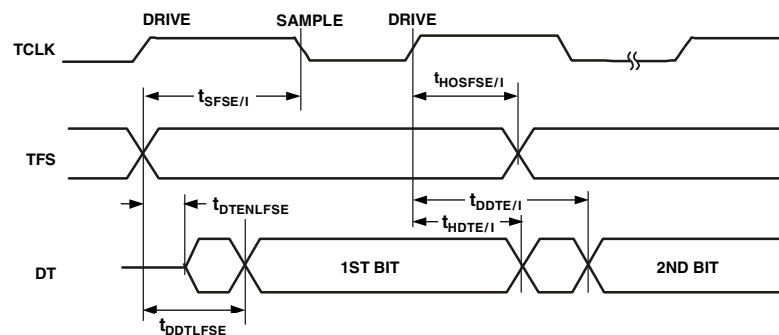 DRIVE SAMPLE DRIVE
TCLK
tSFSE/I
tHOSFSE/I
TFS
tDTENLFSE
tDDTE/I
tHDTE/I
DT
1ST BIT
2ND BIT
tDDTLFSE